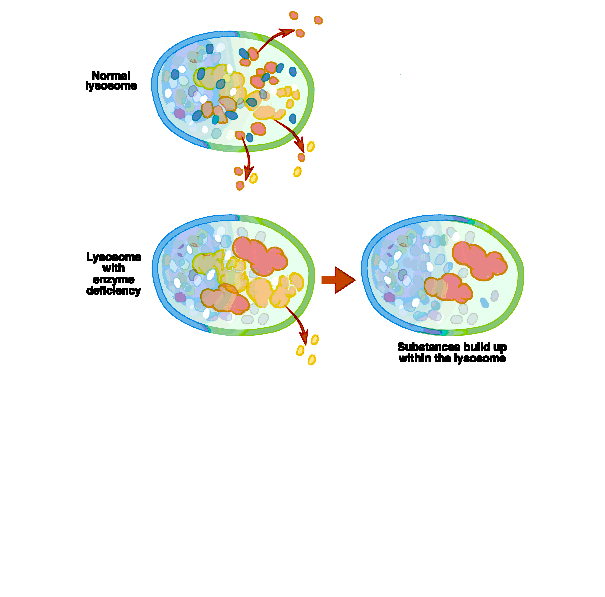 Normal
lysosome
Lysosome
with
enzyme
deficiency
Substances build up
within the lysosome